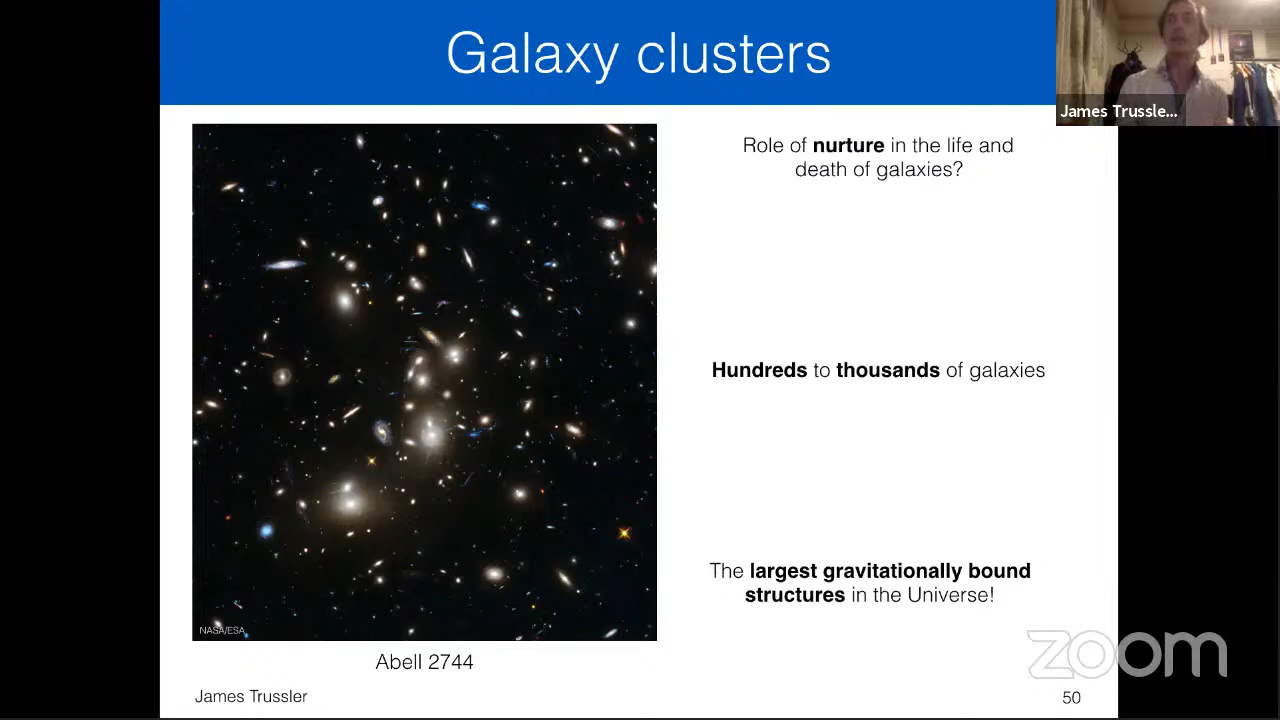 Galaxy clusters
James Trussle...
Role of nurture in the life and
death of galaxies?
Hundreds to thousands of galaxies
The largest gravitationally bound
structures in the Universe!
NASA/ESA
Abell 2744
James Trussler
50
zoom